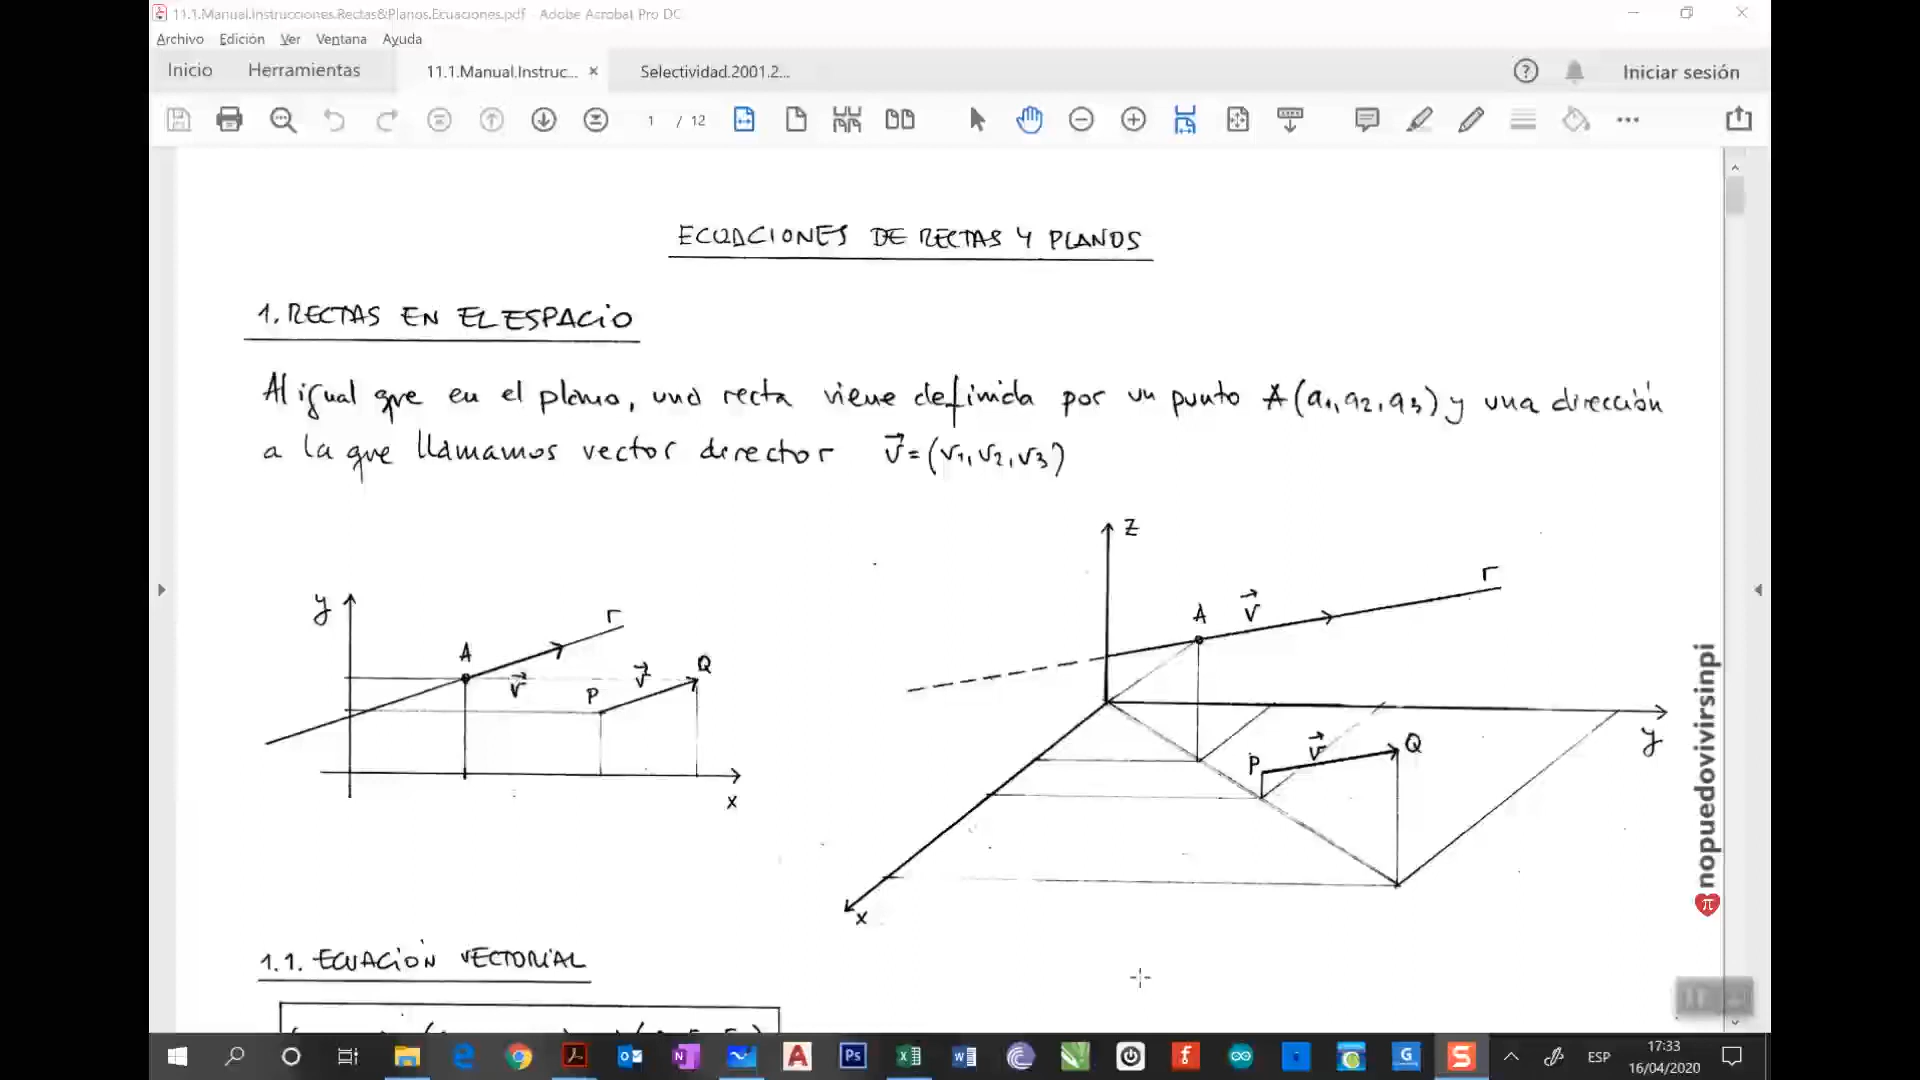 11.1.Manual.Instrucciones.Rectas&Planos.Ecuaciones.pdf - Adobe Acrobat Pro DC
Archivo Edición Ver Ventana Ayuda
Inicio Herramientas 11.1.Manual.Instruc... × Selectividad.2001.2... Iniciar sesión
1 / 12
ECUACIONES DE RECTAS Y PLANOS
1. RECTAS EN EL ESPACIO
Al igual que en el plano, una recta viene definida por un punto A(a1, a2, a3) y una dirección
a la que llamamos vector director v⃗ = (v1, v2, v3)
z
r
A v⃗
y r
A
v⃗ P v⃗ Q
x
P v⃗ Q
y
x
nopuedovivirsinpi
π
1.1. ECUACIÓN VECTORIAL
ESP
17:33
16/04/2020